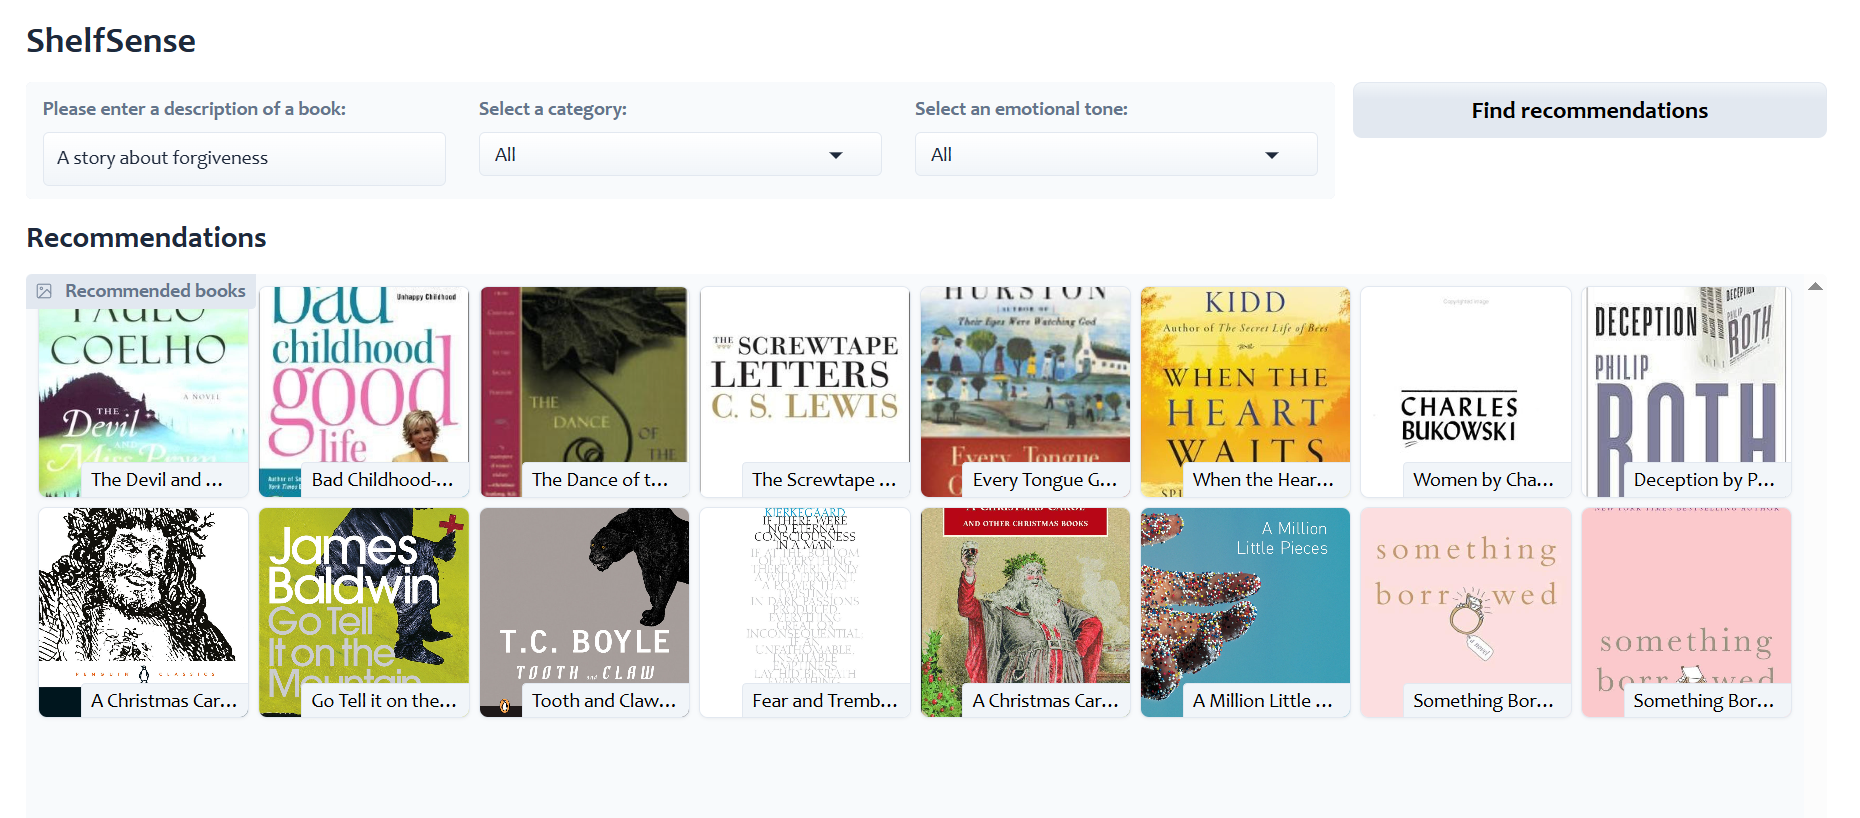 ShelfSense
Please enter a description of a book:
A story about forgiveness
Select a category:
All
Select an emotional tone:
All
Find recommendations
Recommendations
Recommended books
PAULO
COELHO
A NOVEL
THE
Devil
AND
Miss Prym
The Devil and ...
Unhappy Childhood
bad
childhood
good
life
Bad Childhood-...
THE
DANCE
OF
THE
The Dance of t...
THE SCREWTAPE
LETTERS
C. S. LEWIS
The Screwtape ...
HURSTON
AUTHOR OF
Their Eyes Were Watching God
Every Tongue
Every Tongue G...
KIDD
Author of The Secret Life of Bees
WHEN THE
HEART
WAITS
When the Hear...
Copyrighted image
CHARLES
BUKOWSKI
Women by Cha...
DECEPTION
PHILIP
ROTH
DECEPTION
PHILIP
ROTH
Deception by P...
PENGUIN CLASSICS
A Christmas Car...
James
Baldwin
Go Tell
It on the
Mountain
Go Tell it on the...
T.C. BOYLE
TOOTH AND CLAW
Tooth and Claw...
KIERKEGAARD
IF THERE WERE
NO ETERNAL
CONSCIOUSNESS
IN A MAN,
Fear and Tremb...
A CHRISTMAS CAROL
AND OTHER CHRISTMAS BOOKS
A Christmas Car...
A Million
Little Pieces
A Million Little ...
something
borrowed
a novel
Something Bor...
NEW YORK TIMES BESTSELLING AUTHOR
something
borrowed
Something Bor...